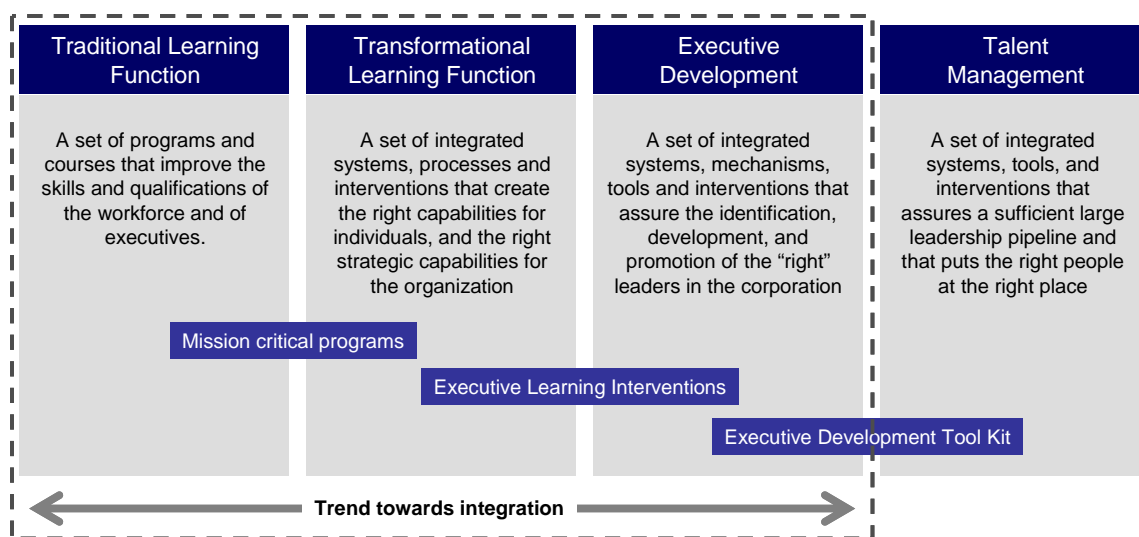 Traditional Learning
Function
A set of programs and
courses that improve the
skills and qualifications of
the workforce and of
executives.
Transformational
Learning Function
A set of integrated
systems, processes and
interventions that create
the right capabilities for
individuals, and the right
strategic capabilities for
the organization
Executive
Development
A set of integrated
systems, mechanisms,
tools and interventions that
assure the identification,
development, and
promotion of the “right”
leaders in the corporation
Talent
Management
A set of integrated
systems, tools, and
interventions that
assures a sufficient large
leadership pipeline and
that puts the right people
at the right place
Mission critical programs
Executive Learning Interventions
Executive Development Tool Kit
Trend towards integration